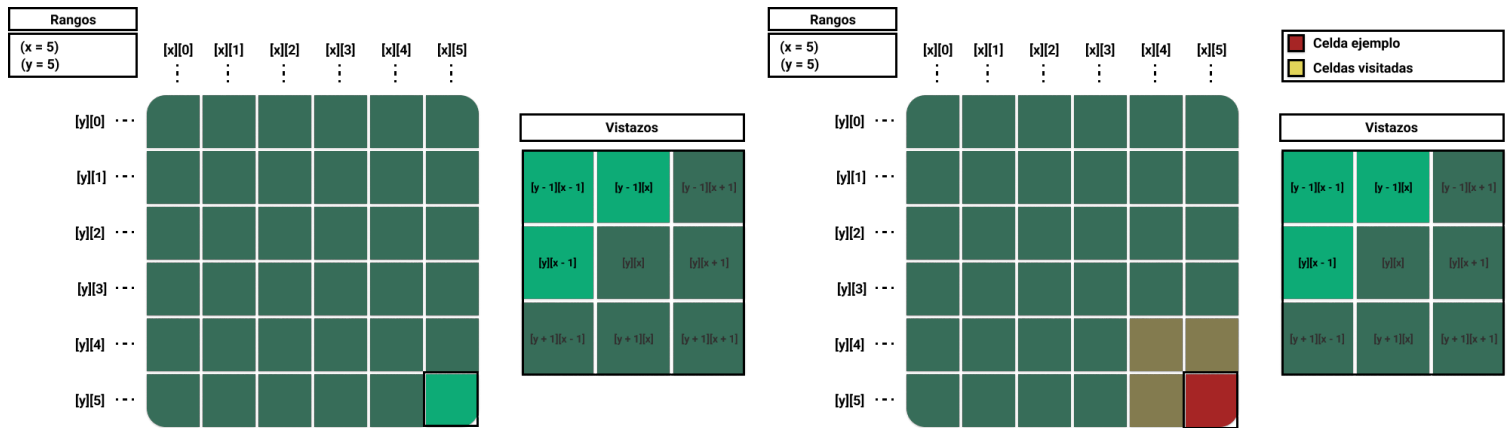 Rangos
(x = 5)
(y = 5)
[x][0] [x][1] [x][2] [x][3] [x][4] [x][5]
[y][0]
[y][1]
[y][2]
[y][3]
[y][4]
[y][5]
Vistazos
[y - 1][x - 1] [y - 1][x] [y - 1][x + 1]
[y][x - 1] [y][x] [y][x + 1]
[y + 1][x - 1] [y + 1][x] [y + 1][x + 1]
Rangos
(x = 5)
(y = 5)
[x][0] [x][1] [x][2] [x][3] [x][4] [x][5]
[y][0]
[y][1]
[y][2]
[y][3]
[y][4]
[y][5]
Celda ejemplo
Celdas visitadas
Vistazos
[y - 1][x - 1] [y - 1][x] [y - 1][x + 1]
[y][x - 1] [y][x] [y][x + 1]
[y + 1][x - 1] [y + 1][x] [y + 1][x + 1]